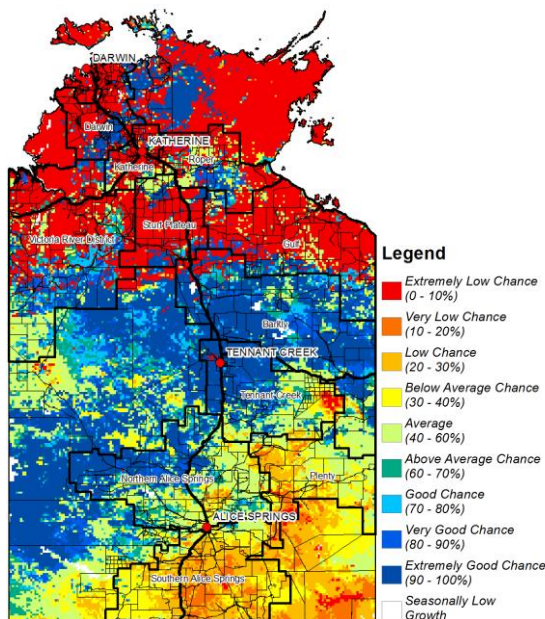 DARWIN
Darwin
KATHERINE
Katherine
Roper
Victoria River District
Sturt Plateau
Gulf
Barkly
TENNANT CREEK
Tennant Creek
Northern Alice Springs
Plenty
ALICE SPRINGS
Southern Alice Springs
Legend
Extremely Low Chance
(0 - 10%)
Very Low Chance
(10 - 20%)
Low Chance
(20 - 30%)
Below Average Chance
(30 - 40%)
Average
(40 - 60%)
Above Average Chance
(60 - 70%)
Good Chance
(70 - 80%)
Very Good Chance
(80 - 90%)
Extremely Good Chance
(90 - 100%)
Seasonally Low
Growth